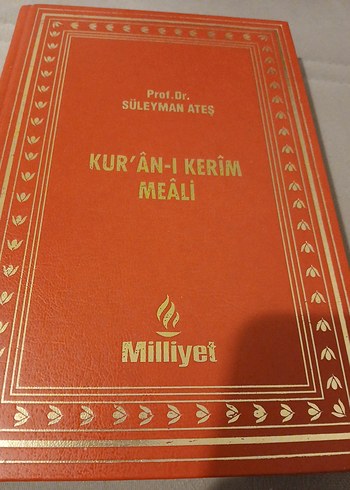 Prof.Dr.
SÜLEYMAN ATEŞ
KUR'ÂN-I KERÎM
MEÂLİ
Milliyet